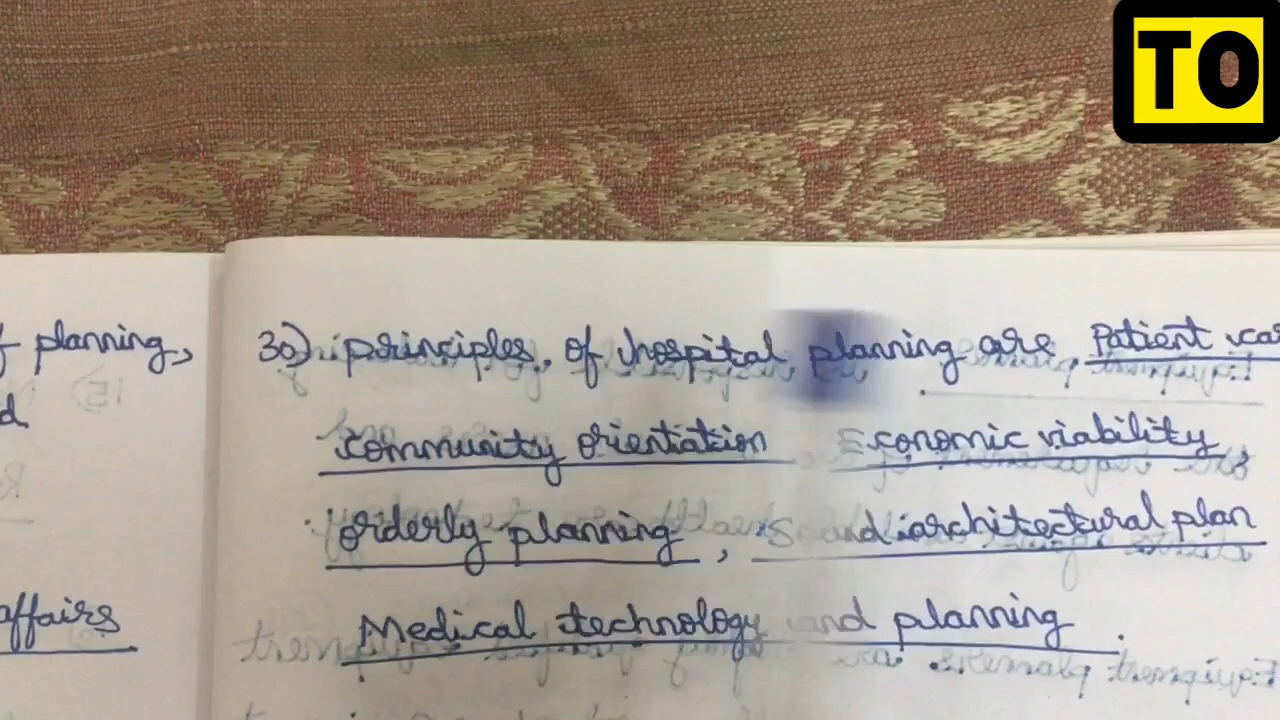 TO
f planning,
d
affairs
30) principles of hospital planning are Patient ca
community orientiation Economic viability,
orderly planning, Sound architectural plan
Medical technology and planning.